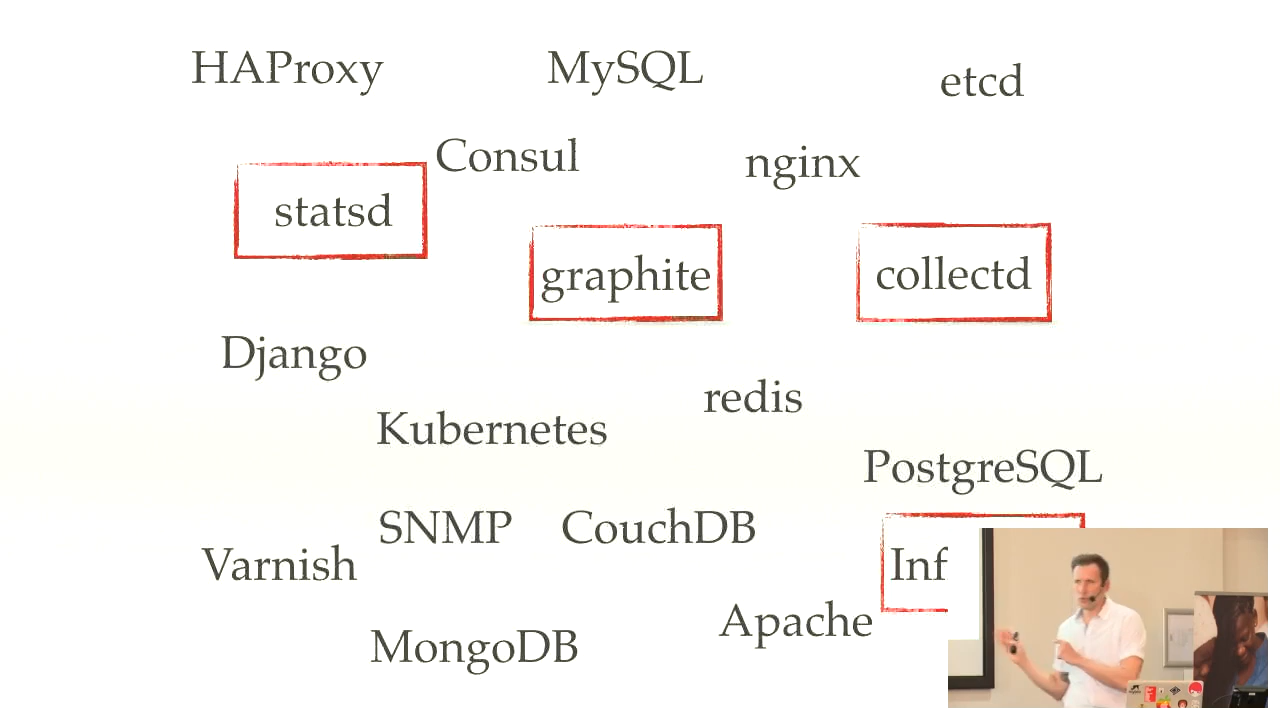 HAProxy
MySQL
etcd
Consul
nginx
statsd
graphite
collectd
Django
redis
Kubernetes
PostgreSQL
SNMP
CouchDB
Varnish
Inf
Apache
MongoDB